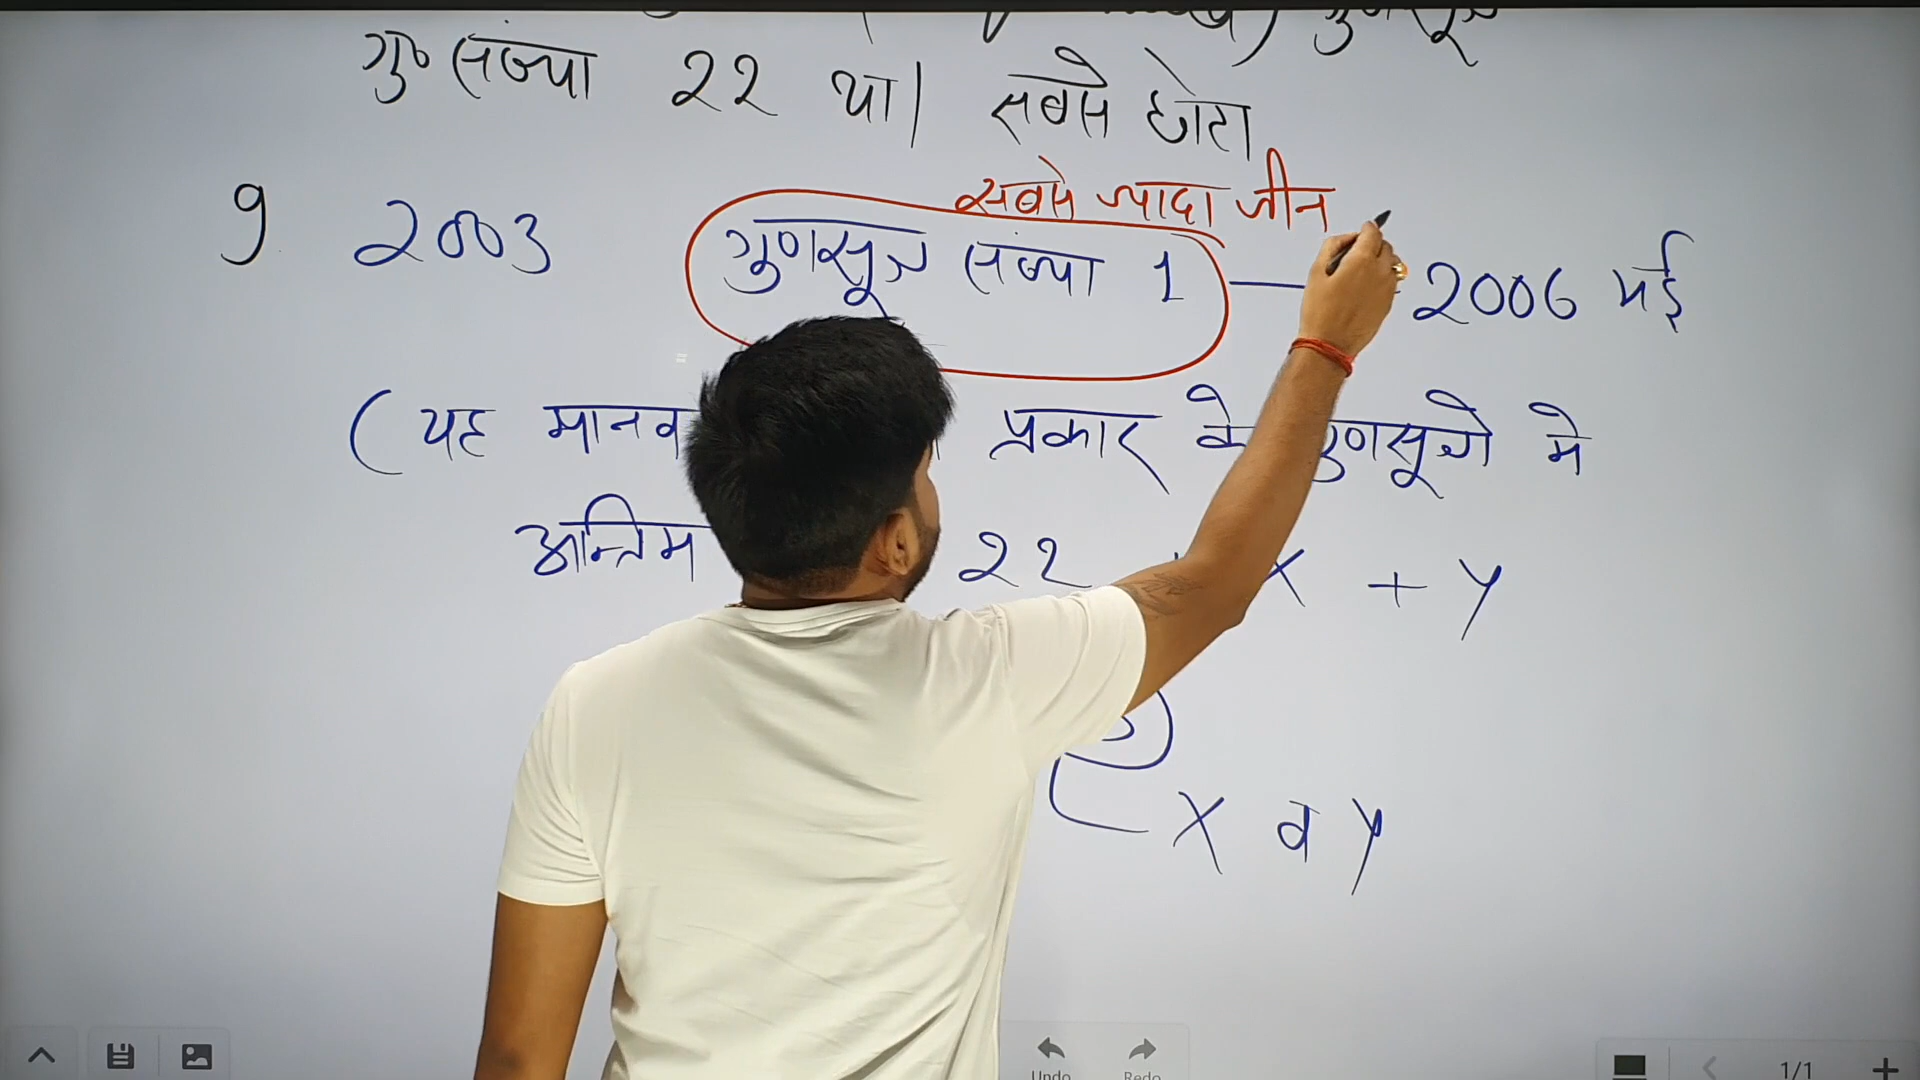 गु० संख्या 22 था। सबसे छोटा
सबसे ज्यादा जीन
9 2003 गुणसूत्र संख्या 1 — 2006 मई
(यह मानव प्रकार के गुणसूत्रो मे
अन्तिम 22 X + Y
X व Y
Undo Redo 1/1